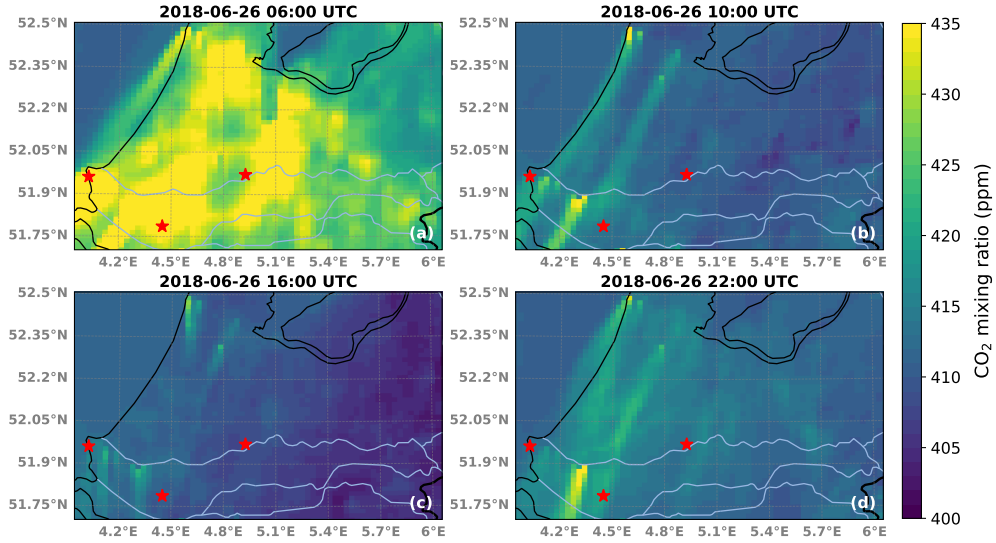 2018-06-26 06:00 UTC
2018-06-26 10:00 UTC
52.5°N
52.35°N
52.2°N
52.05°N
51.9°N
51.75°N
(a)
4.2°E 4.5°E 4.8°E 5.1°E 5.4°E 5.7°E 6°E
52.5°N
52.35°N
52.2°N
52.05°N
51.9°N
51.75°N
(b)
4.2°E 4.5°E 4.8°E 5.1°E 5.4°E 5.7°E 6°E
2018-06-26 16:00 UTC
2018-06-26 22:00 UTC
52.5°N
52.35°N
52.2°N
52.05°N
51.9°N
51.75°N
(c)
4.2°E 4.5°E 4.8°E 5.1°E 5.4°E 5.7°E 6°E
52.5°N
52.35°N
52.2°N
52.05°N
51.9°N
51.75°N
(d)
4.2°E 4.5°E 4.8°E 5.1°E 5.4°E 5.7°E 6°E
435
430
425
420
415
410
405
400
CO₂ mixing ratio (ppm)